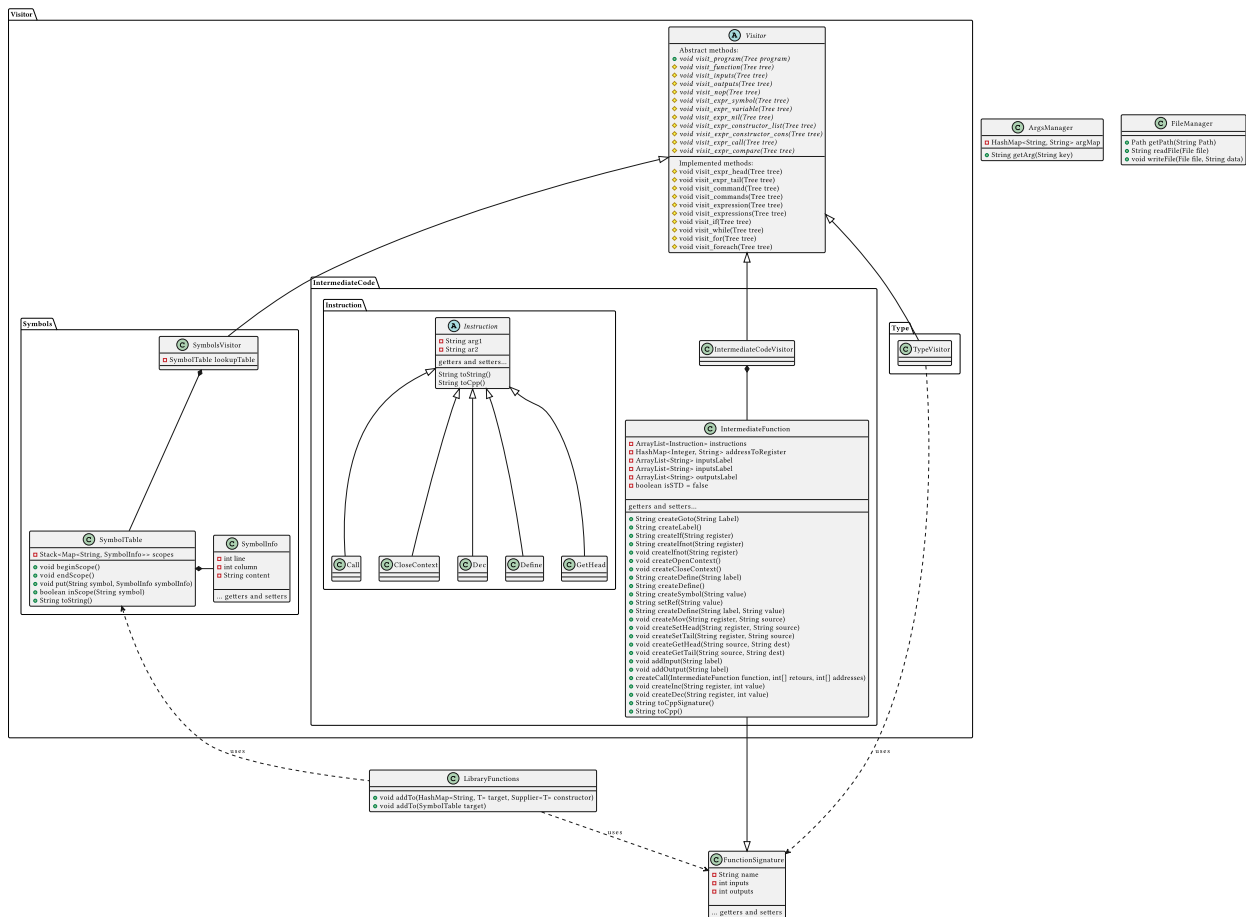 Visitor
A Visitor
Abstract methods:
void visit_program(Tree program)
void visit_function(Tree tree)
void visit_inputs(Tree tree)
void visit_outputs(Tree tree)
void visit_nop(Tree tree)
void visit_expr_symbol(Tree tree)
void visit_expr_variable(Tree tree)
void visit_expr_nil(Tree tree)
void visit_expr_constructor_list(Tree tree)
void visit_expr_constructor_cons(Tree tree)
void visit_expr_call(Tree tree)
void visit_expr_compare(Tree tree)
Implemented methods:
void visit_expr_head(Tree tree)
void visit_expr_tail(Tree tree)
void visit_command(Tree tree)
void visit_commands(Tree tree)
void visit_expression(Tree tree)
void visit_expressions(Tree tree)
void visit_if(Tree tree)
void visit_while(Tree tree)
void visit_for(Tree tree)
void visit_foreach(Tree tree)
C ArgsManager
HashMap<String, String> argMap
String getArg(String key)
C FileManager
Path getPath(String Path)
String readFile(File file)
void writeFile(File file, String data)
IntermediateCode
Instruction
A Instruction
String arg1
String ar2
getters and setters...
String toString()
String toCpp()
C Call
C CloseContext
C Dec
C Define
C GetHead
Symbols
C SymbolsVisitor
SymbolTable lookupTable
C SymbolTable
Stack<Map<String, SymbolInfo>> scopes
void beginScope()
void endScope()
void put(String symbol, SymbolInfo symbolInfo)
boolean inScope(String symbol)
String toString()
C SymbolInfo
int line
int column
String content
... getters and setters
C IntermediateCodeVisitor
Type
C TypeVisitor
C IntermediateFunction
ArrayList<Instruction> instructions
HashMap<Integer, String> addressToRegister
ArrayList<String> inputsLabel
ArrayList<String> inputsLabel
ArrayList<String> outputsLabel
boolean isSTD = false
getters and setters...
String createGoto(String Label)
String createLabel()
String createIf(String register)
String createIfnot(String register)
void createIfnot(String register)
void createOpenContext()
void createCloseContext()
String createDefine(String label)
String createDefine()
String createSymbol(String value)
String setRef(String value)
String createDefine(String label, String value)
void createMov(String register, String source)
void createSetHead(String register, String source)
void createSetTail(String register, String source)
void createGetHead(String source, String dest)
void createGetTail(String source, String dest)
void addInput(String label)
void addOutput(String label)
createCall(IntermediateFunction function, int[] retours, int[] addresses)
void createInc(String register, int value)
void createDec(String register, int value)
String toCppSignature()
String toCpp()
uses
uses
C LibraryFunctions
void addTo(HashMap<String, T> target, Supplier<T> constructor)
void addTo(SymbolTable target)
uses
C FunctionSignature
String name
int inputs
int outputs
... getters and setters